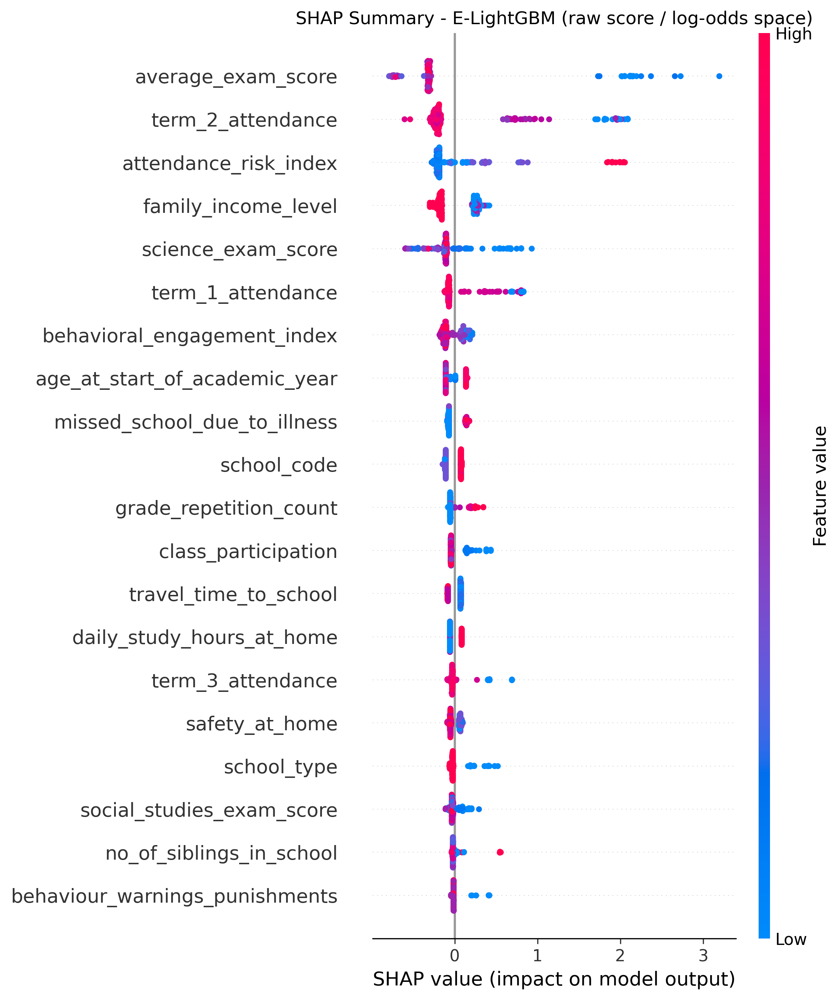 SHAP Summary - E-LightGBM (raw score / log-odds space)
High
average_exam_score
term_2_attendance
attendance_risk_index
family_income_level
science_exam_score
term_1_attendance
behavioral_engagement_index
age_at_start_of_academic_year
missed_school_due_to_illness
school_code
grade_repetition_count
class_participation
travel_time_to_school
daily_study_hours_at_home
term_3_attendance
safety_at_home
school_type
social_studies_exam_score
no_of_siblings_in_school
behaviour_warnings_punishments
Feature value
Low
0 1 2 3
SHAP value (impact on model output)